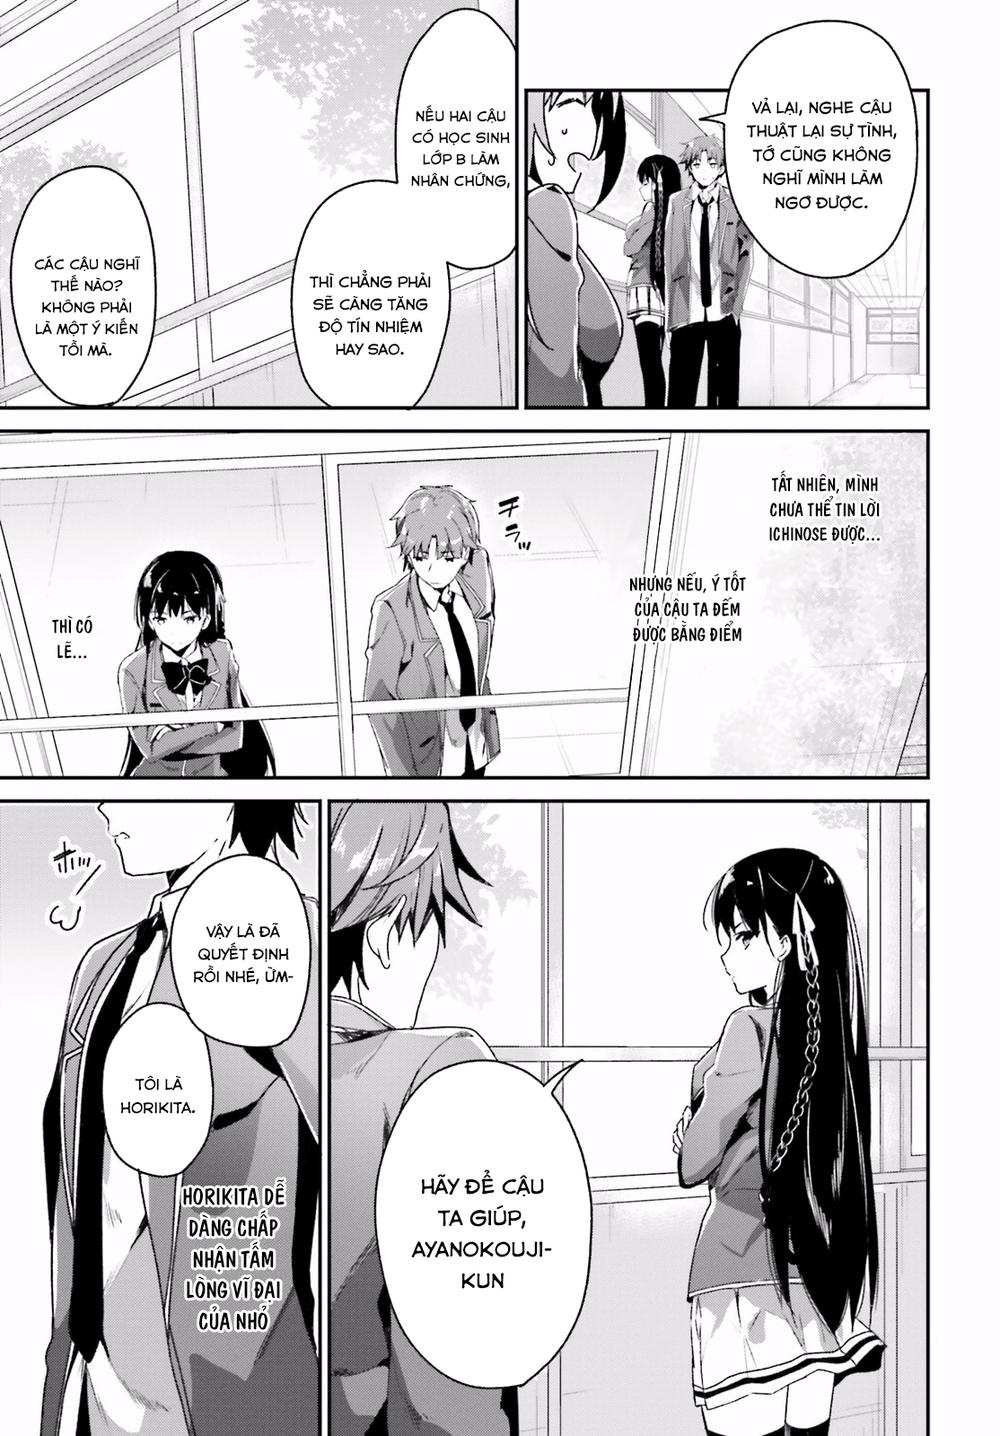 VẢ LẠI, NGHE CẬU
THUẬT LẠI SỰ TÌNH,
TỚ CŨNG KHÔNG
NGHĨ MÌNH LÀM
NGƠ ĐƯỢC.
NẾU HAI CẬU
CÓ HỌC SINH
LỚP B LÀM
NHÂN CHỨNG,
THÌ CHẲNG PHẢI
SẼ CÀNG TĂNG
ĐỘ TÍN NHIỆM
HAY SAO.
CÁC CẬU NGHĨ
THẾ NÀO?
KHÔNG PHẢI
LÀ MỘT Ý KIẾN
TỒI MÀ.
TẤT NHIÊN, MÌNH
CHƯA THỂ TIN LỜI
ICHINOSE ĐƯỢC...
NHƯNG NẾU, Ý TỐT
CỦA CẬU TA ĐẾM
ĐƯỢC BẰNG ĐIỂM
チラッ
THÌ CÓ
LẼ...
HÃY ĐỂ CẬU
TA GIÚP,
AYANOKOUJI-
KUN
VẬY LÀ ĐÃ
QUYẾT ĐỊNH
RỒI NHÉ, ỪM-
TÔI LÀ
HORIKITA.
HORIKITA DỄ
DÀNG CHẤP
NHẬN TẤM
LÒNG VĨ ĐẠI
CỦA NHỎ
ホッ